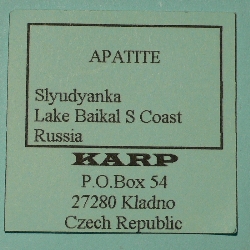 APATITE
Slyudyanka
Lake Baikal S Coast
Russia
KARP
P.O.Box 54
27280 Kladno
Czech Republic